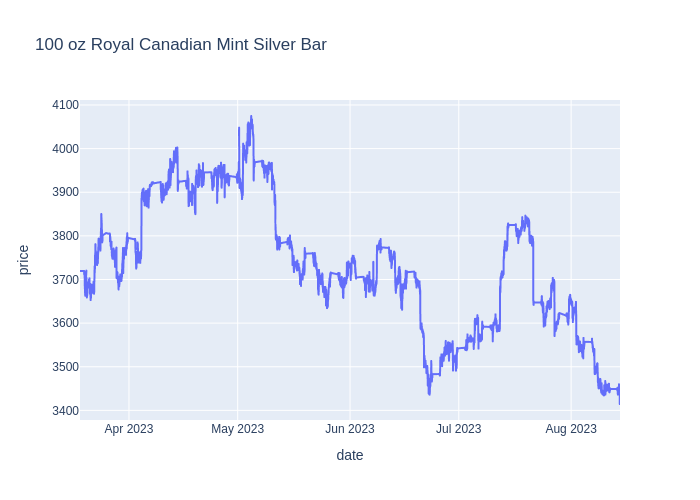 100 oz Royal Canadian Mint Silver Bar
4100
4000
3900
3800
3700
3600
3500
3400
price
Apr 2023
May 2023
Jun 2023
Jul 2023
Aug 2023
date